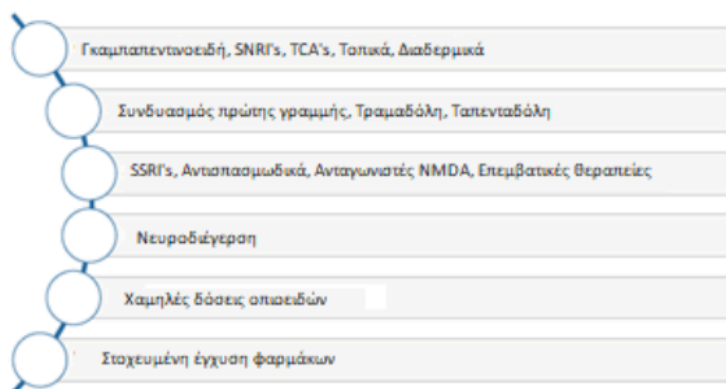 Γκαμπαπεντινοειδή, SNRI's, TCA's, Τοπικά, Διαδερμικά
Συνδυασμός πρώτης γραμμής, Τραμαδόλη, Ταπενταδόλη
SSRI's, Αντισπασμωδικά, Ανταγωνιστές NMDA, Επεμβατικές θεραπείες
Νευροδιέγερση
Χαμηλές δόσεις οπιοειδών
Στοχευμένη έγχυση φαρμάκων